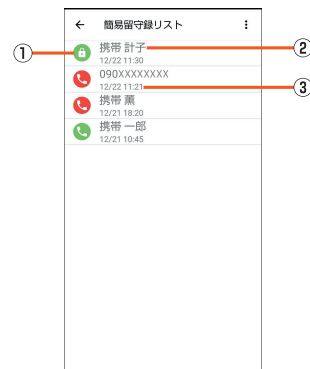 簡易留守録リスト
① 携帯 計子 ②
12/22 11:30
090XXXXXXXX
12/22 11:21 ③
携帯 薫
12/21 18:20
携帯 一郎
12/21 10:45